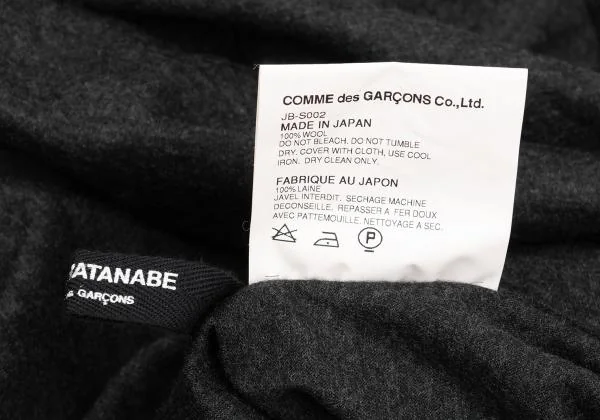 COMME des GARÇONS Co.,Ltd.
JB-S002
MADE IN JAPAN
100% WOOL
DO NOT BLEACH. DO NOT TUMBLE
DRY. COVER WITH CLOTH, USE COOL
IRON. DRY CLEAN ONLY.
FABRIQUE AU JAPON
100% LAINE
JAVEL INTERDIT. SECHAGE MACHINE
DECONSEILLE. REPASSER A FER DOUX
AVEC PATTEMOUILLE. NETTOYAGE A SEC.
P
WATANABE
GARÇONS